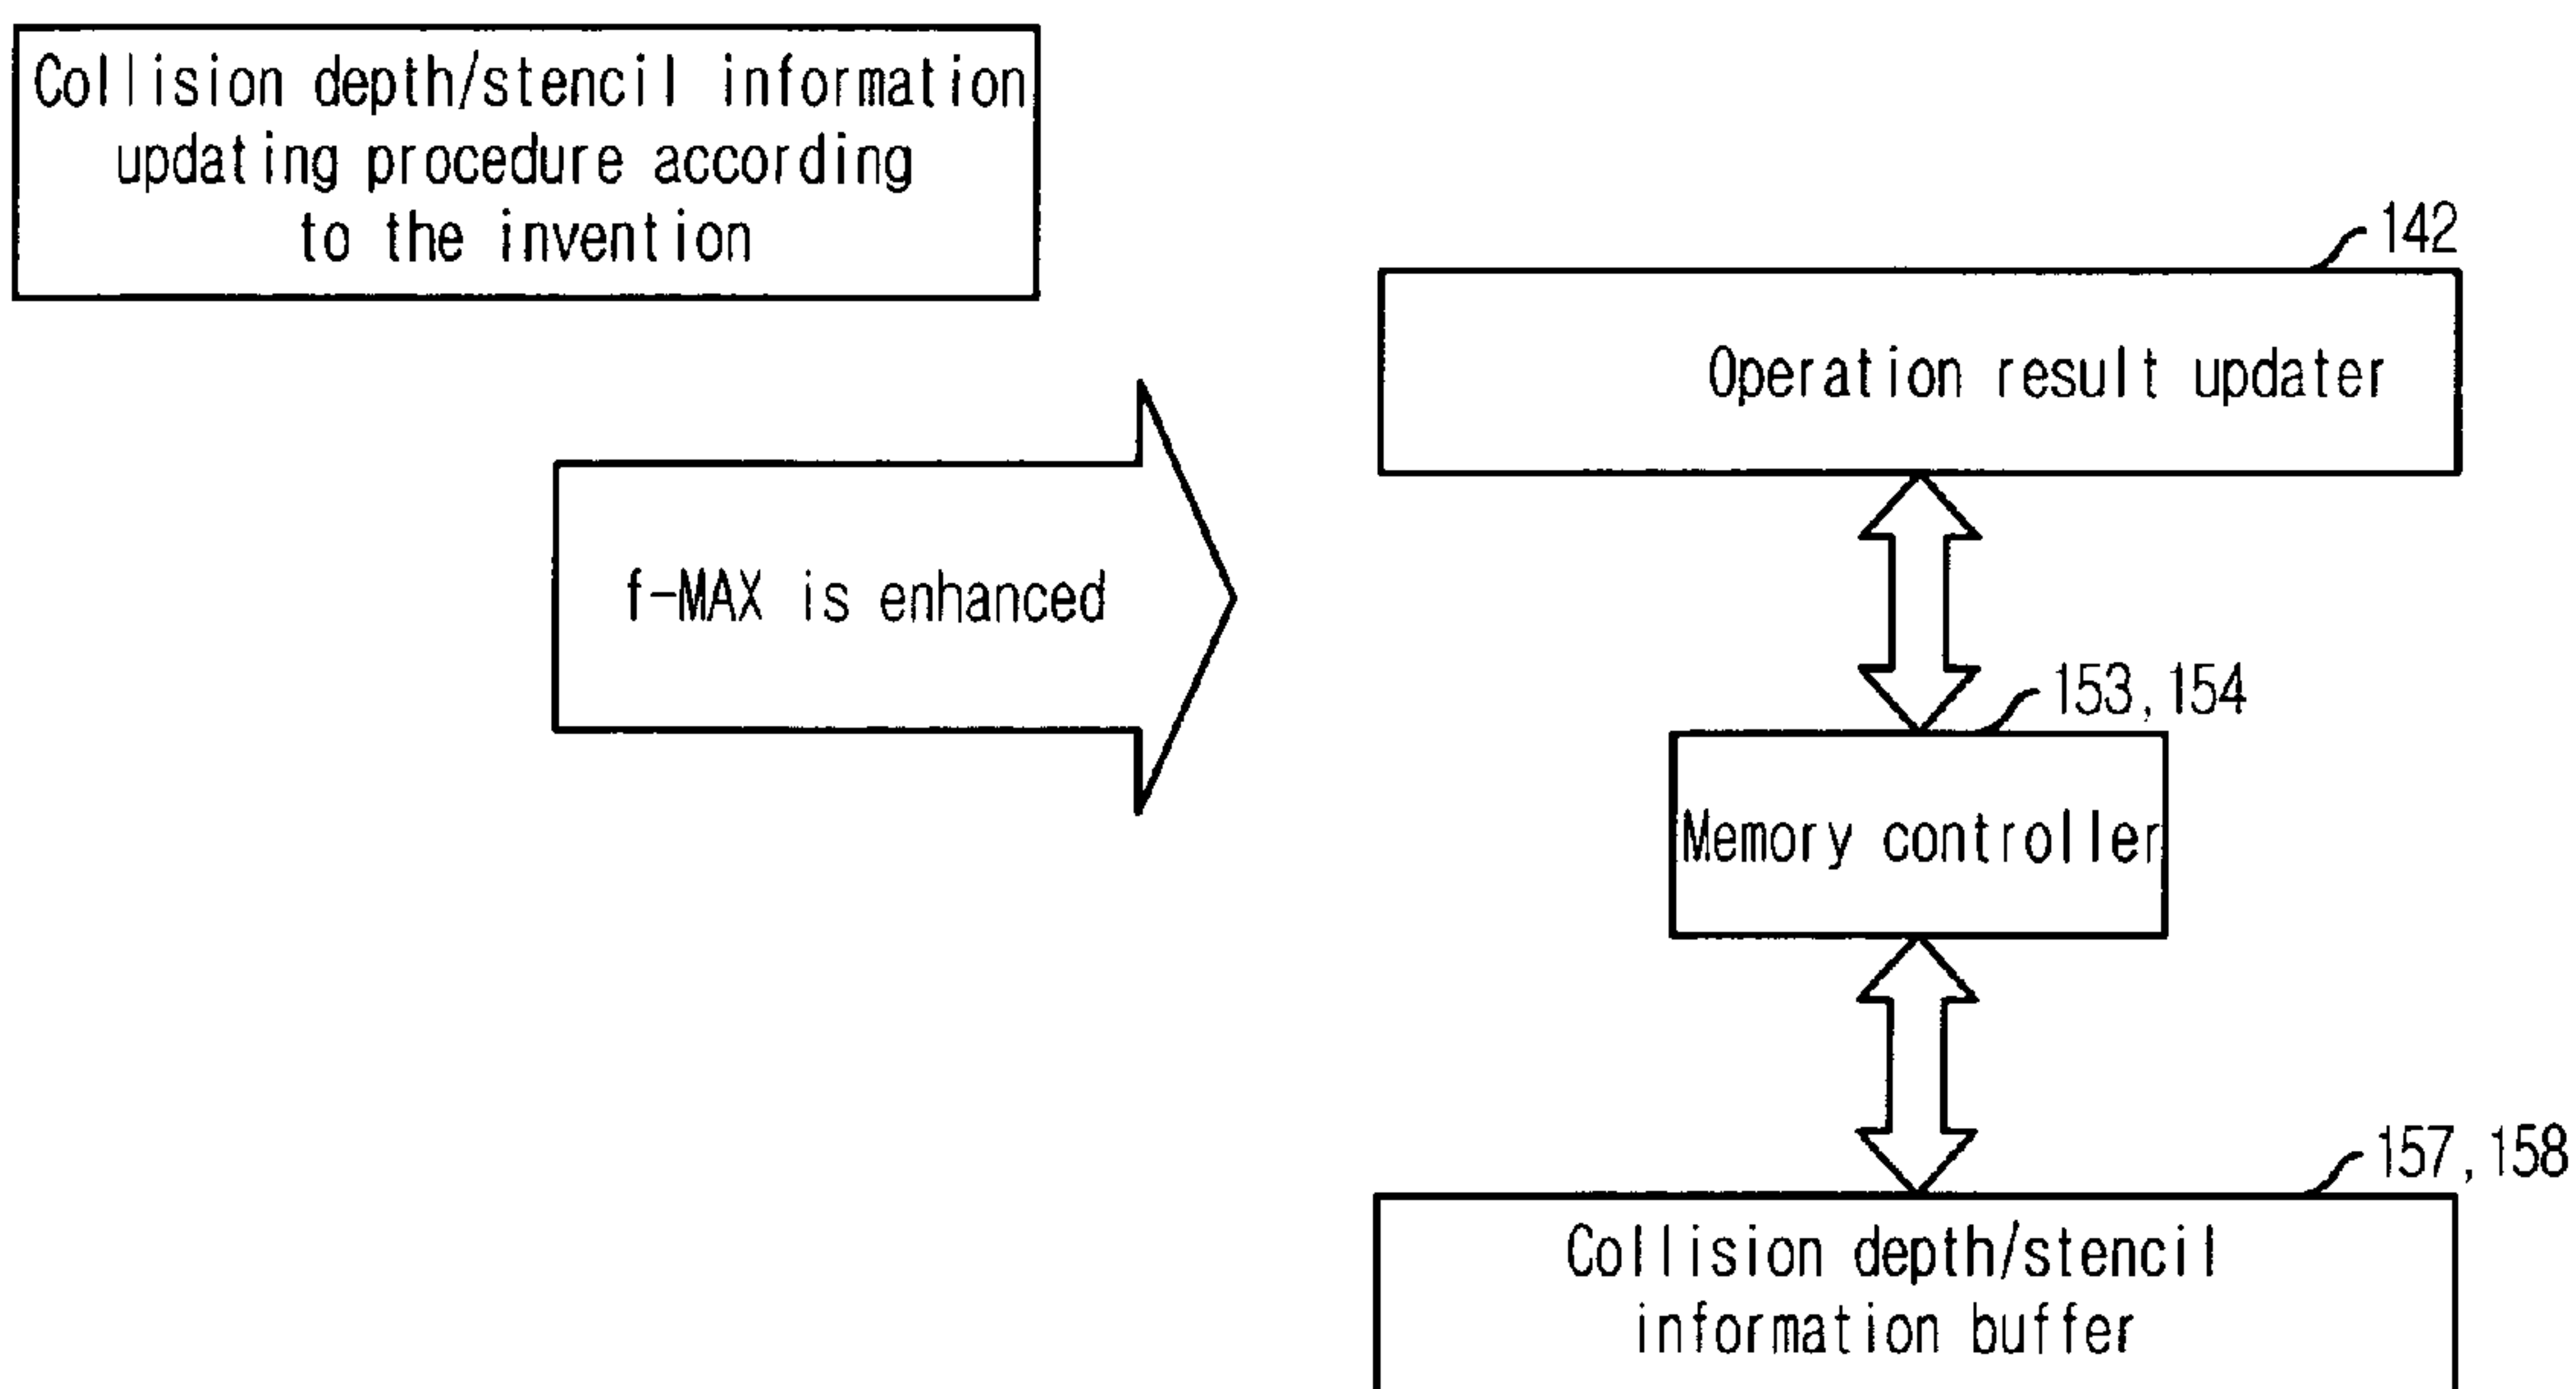 Collision depth/stencil information
updating procedure according
to the invention
142
Operation result updater
f-MAX is enhanced
153, 154
Memory controller
157, 158
Collision depth/stencil
information buffer